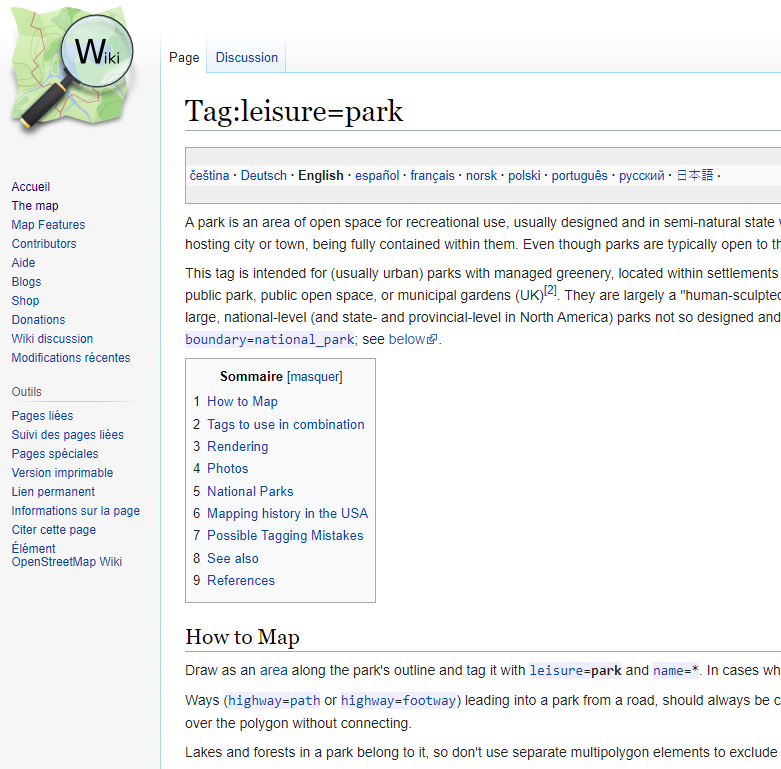 Wiki
Page Discussion
Tag:leisure=park
čeština · Deutsch · English · español · français · norsk · polski · português · русский · 日本語 ·
Accueil
The map
Map Features
Contributors
Aide
Blogs
Shop
Donations
Wiki discussion
Modifications récentes
Outils
Pages liées
Suivi des pages liées
Pages spéciales
Version imprimable
Lien permanent
Informations sur la page
Citer cette page
Élément
OpenStreetMap Wiki
A park is an area of open space for recreational use, usually designed and in semi-natural state
hosting city or town, being fully contained within them. Even though parks are typically open to
This tag is intended for (usually urban) parks with managed greenery, located within settlements
public park, public open space, or municipal gardens (UK)[2]. They are largely a "human-sculpted
large, national-level (and state- and provincial-level in North America) parks not so designed and
boundary=national_park; see below.
Sommaire [masquer]
1 How to Map
2 Tags to use in combination
3 Rendering
4 Photos
5 National Parks
6 Mapping history in the USA
7 Possible Tagging Mistakes
8 See also
9 References
How to Map
Draw as an area along the park's outline and tag it with leisure=park and name=*. In cases
Ways (highway=path or highway=footway) leading into a park from a road, should always be
over the polygon without connecting.
Lakes and forests in a park belong to it, so don't use separate multipolygon elements to exclude